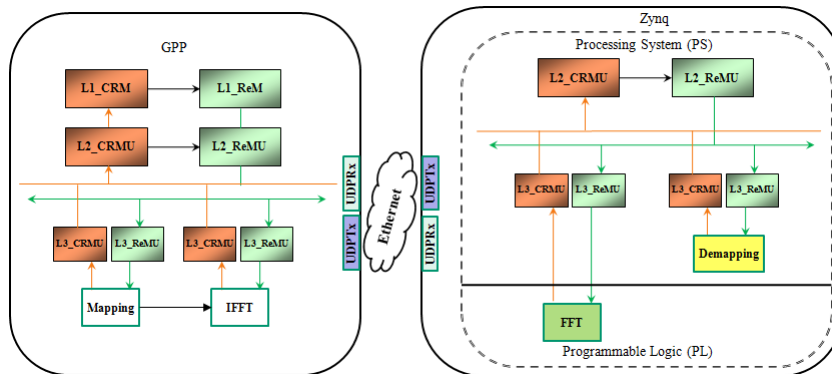 GPP
L1_CRM
L1_ReM
L2_CRMU
L2_ReMU
L3_CRMU
L3_ReMU
L3_CRMU
L3_ReMU
Mapping
IFFT
UDPRx
UDPTx
Ethernet
UDPTx
UDPRx
Zynq
Processing System (PS)
L2_CRMU
L2_ReMU
L3_CRMU
L3_ReMU
L3_CRMU
L3_ReMU
Demapping
FFT
Programmable Logic (PL)